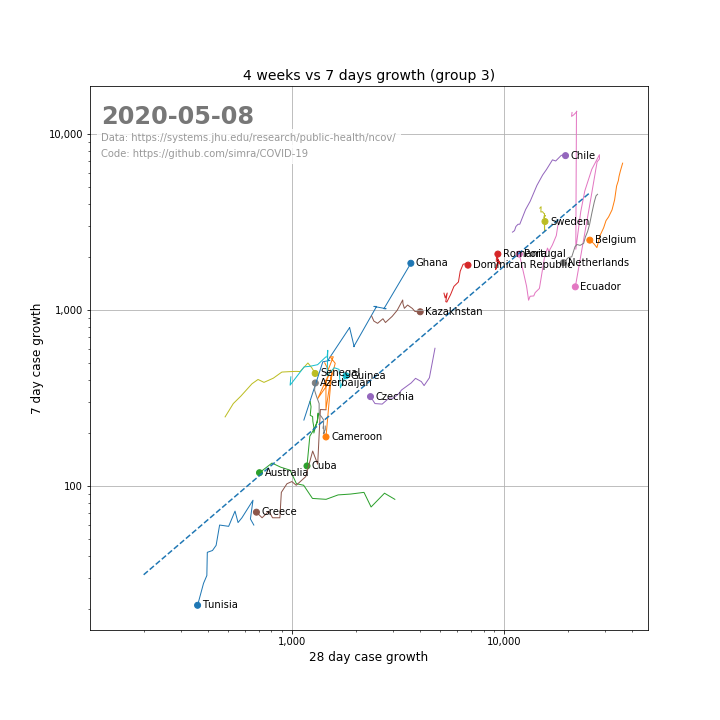 4 weeks vs 7 days growth (group 3)
2020-05-08
Data: https://systems.jhu.edu/research/public-health/ncov/
Code: https://github.com/simra/COVID-19
10,000
1,000
100
7 day case growth
Chile
Sweden
Belgium
Romania
Portugal
Dominican Republic
Netherlands
Ghana
Ecuador
Kazakhstan
Senegal
Guinea
Azerbaijan
Czechia
Cameroon
Cuba
Australia
Greece
Tunisia
1,000
10,000
28 day case growth